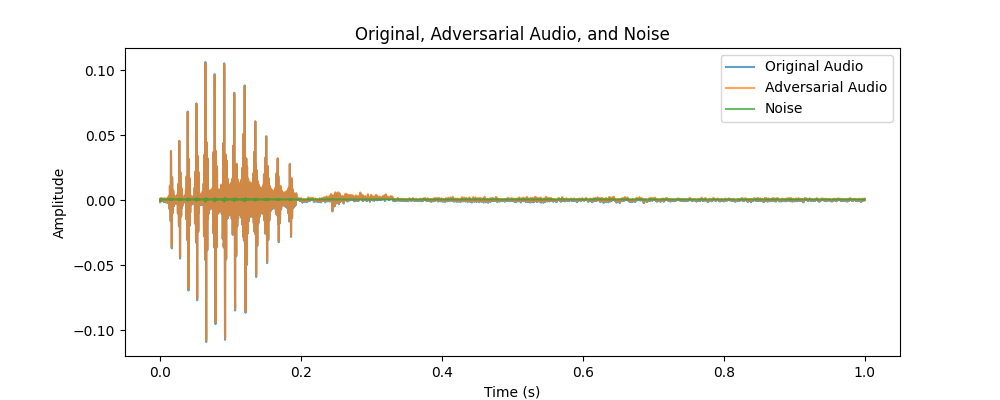 Original, Adversarial Audio, and Noise
Original Audio
Adversarial Audio
Noise
Amplitude
0.10
0.05
0.00
−0.05
−0.10
0.0 0.2 0.4 0.6 0.8 1.0
Time (s)